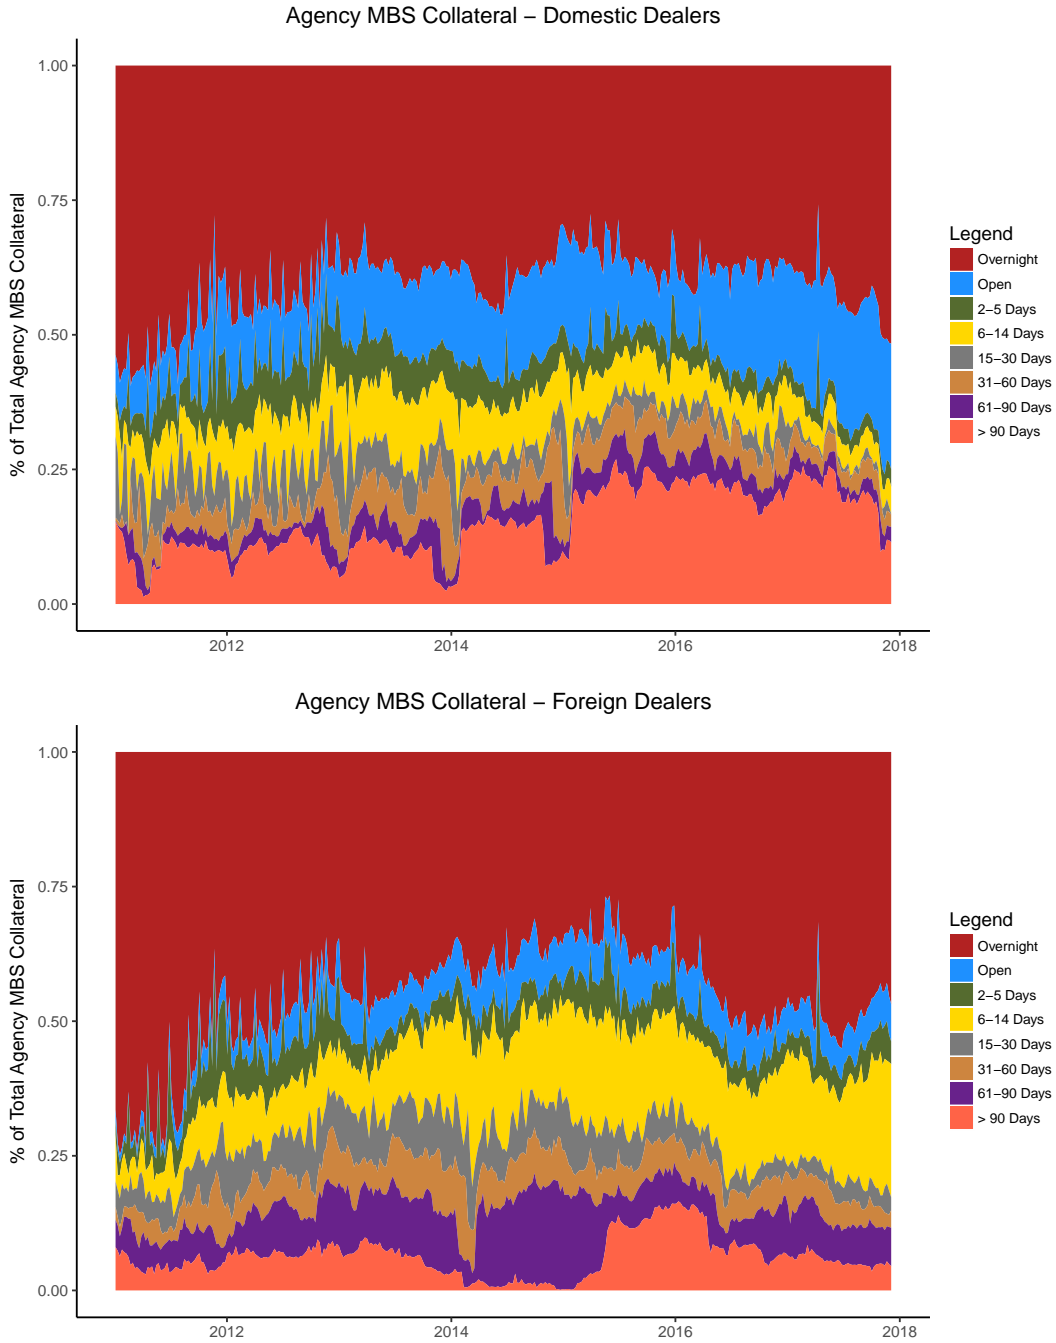 Agency MBS Collateral − Domestic Dealers
% of Total Agency MBS Collateral
1.00
0.75
0.50
0.25
0.00
2012
2014
2016
2018
Legend
Overnight
Open
2−5 Days
6−14 Days
15−30 Days
31−60 Days
61−90 Days
> 90 Days
Agency MBS Collateral − Foreign Dealers
% of Total Agency MBS Collateral
1.00
0.75
0.50
0.25
0.00
2012
2014
2016
2018
Legend
Overnight
Open
2−5 Days
6−14 Days
15−30 Days
31−60 Days
61−90 Days
> 90 Days